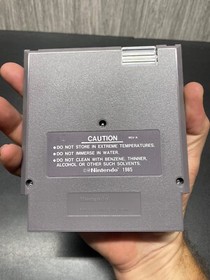 CAUTION
• DO NOT STORE IN EXTREME TEMPERATURES.
• DO NOT IMMERSE IN WATER.
• DO NOT CLEAN WITH BENZENE, THINNER,
ALCOHOL OR OTHER SUCH SOLVENTS.
©® Nintendo 1985